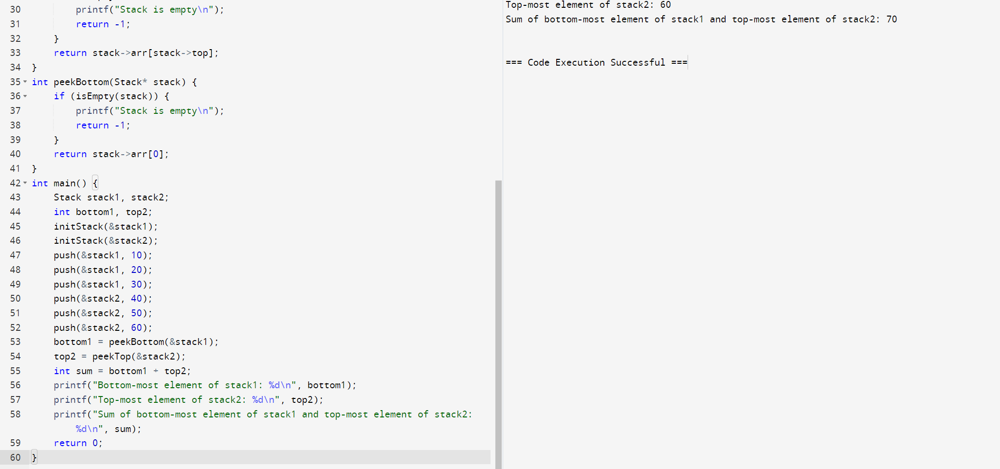 30 printf("Stack is empty\n");
31 return -1;
32 }
33 return stack->arr[stack->top];
34 }
35 int peekBottom(Stack* stack) {
36 if (isEmpty(stack)) {
37 printf("Stack is empty\n");
38 return -1;
39 }
40 return stack->arr[0];
41 }
42 int main() {
43 Stack stack1, stack2;
44 int bottom1, top2;
45 initStack(&stack1);
46 initStack(&stack2);
47 push(&stack1, 10);
48 push(&stack1, 20);
49 push(&stack1, 30);
50 push(&stack2, 40);
51 push(&stack2, 50);
52 push(&stack2, 60);
53 bottom1 = peekBottom(&stack1);
54 top2 = peekTop(&stack2);
55 int sum = bottom1 + top2;
56 printf("Bottom-most element of stack1: %d\n", bottom1);
57 printf("Top-most element of stack2: %d\n", top2);
58 printf("Sum of bottom-most element of stack1 and top-most element of stack2:
%d\n", sum);
59 return 0;
60 }
Top-most element of stack2: 60
Sum of bottom-most element of stack1 and top-most element of stack2: 70
=== Code Execution Successful ===